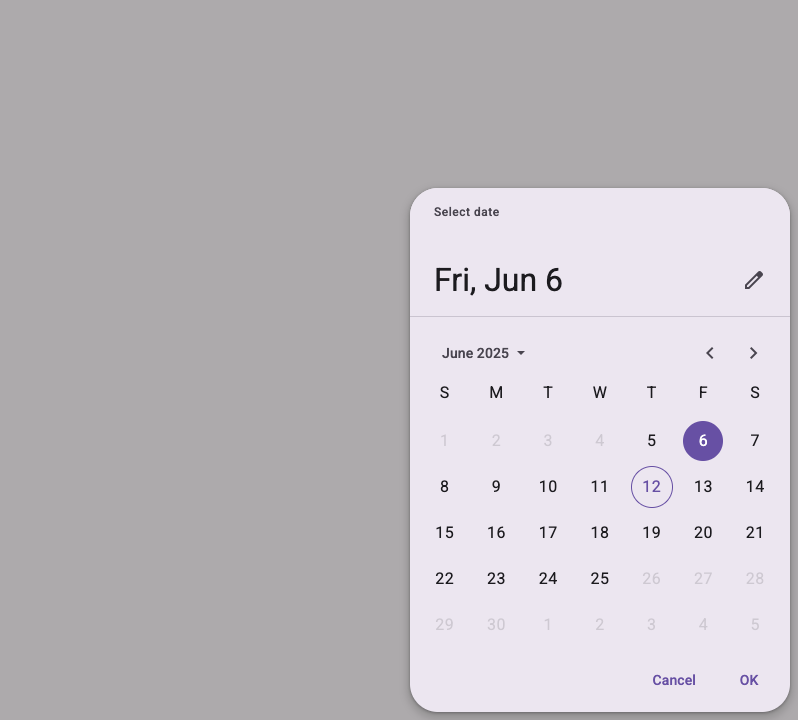 Select date
Fri, Jun 6
June 2025
S M T W T F S
1 2 3 4 5 6 7
8 9 10 11 12 13 14
15 16 17 18 19 20 21
22 23 24 25 26 27 28
29 30 1 2 3 4 5
Cancel OK